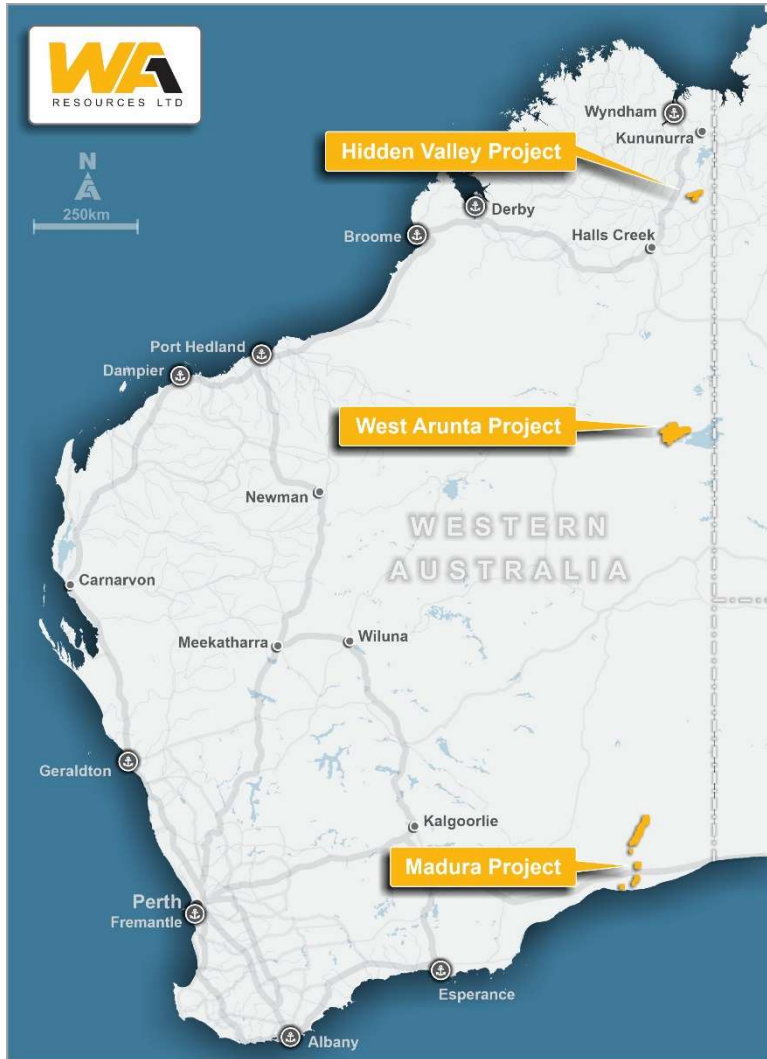 WA
RESOURCES LTD
N
250km
Wyndham
Kununurra
Hidden Valley Project
Derby
Broome
Halls Creek
Port Hedland
Dampier
West Arunta Project
Newman
WESTERN
AUSTRALIA
Carnarvon
Meekatharra
Wiluna
Geraldton
Kalgoorlie
Madura Project
Perth
Fremantle
Esperance
Albany